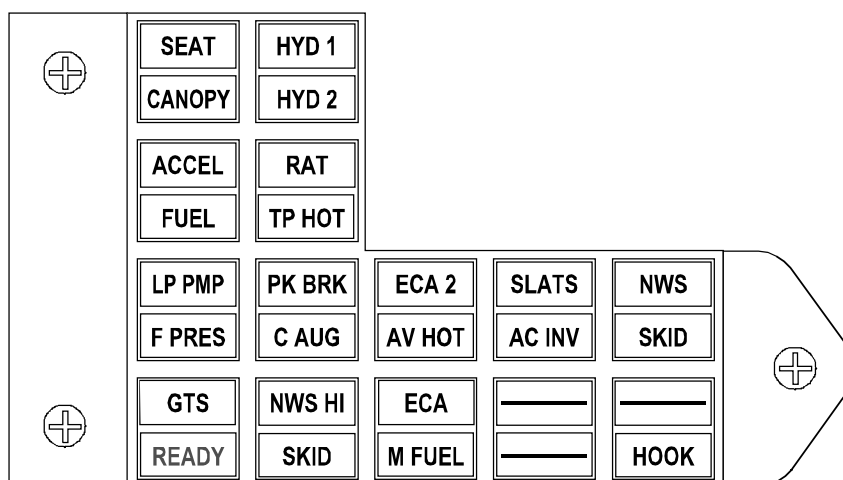 SEAT HYD 1
CANOPY HYD 2
ACCEL RAT
FUEL TP HOT
LP PMP PK BRK ECA 2 SLATS NWS
F PRES C AUG AV HOT AC INV SKID
GTS NWS HI ECA
READY SKID M FUEL HOOK